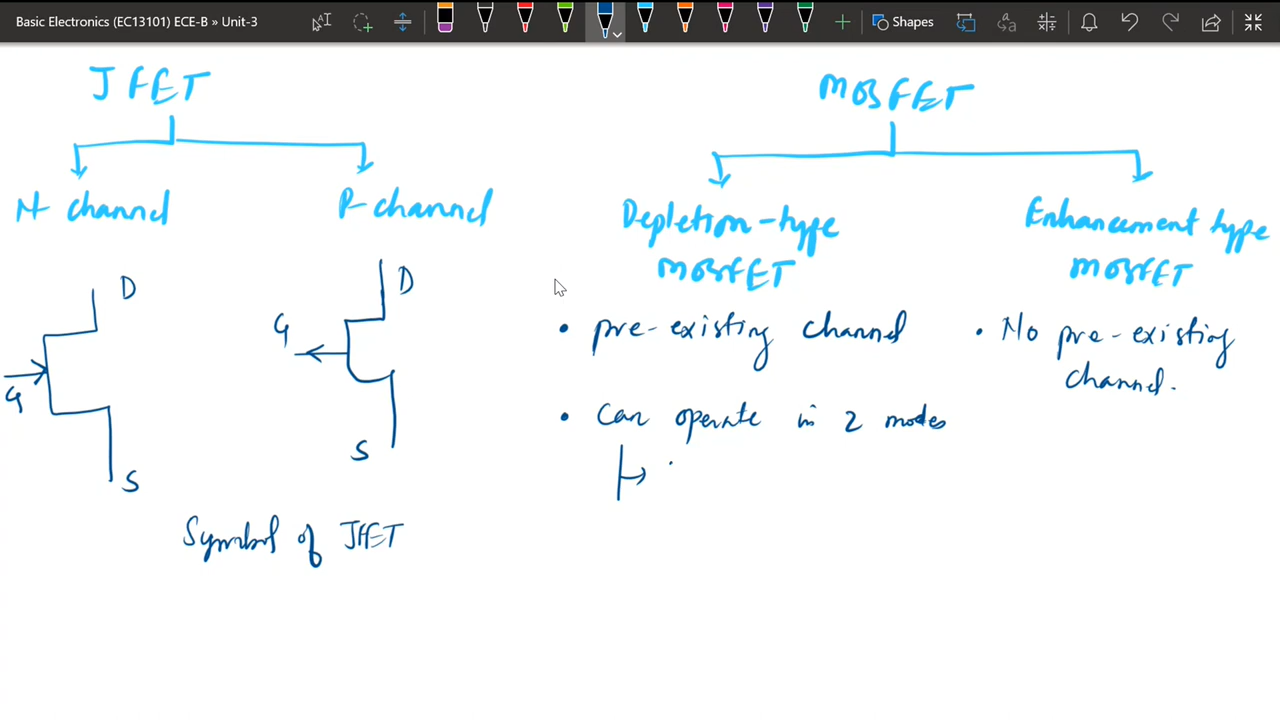 Basic Electronics (EC13101) ECE-B » Unit-3
Shapes
JFET
N channel
P-channel
D
G
S
D
G
S
Symbol of JFET
MOSFET
Depletion-type
MOSFET
• pre-existing channel
• Can operate in 2 modes
Enhancement type
MOSFET
• No pre-existing
channel.